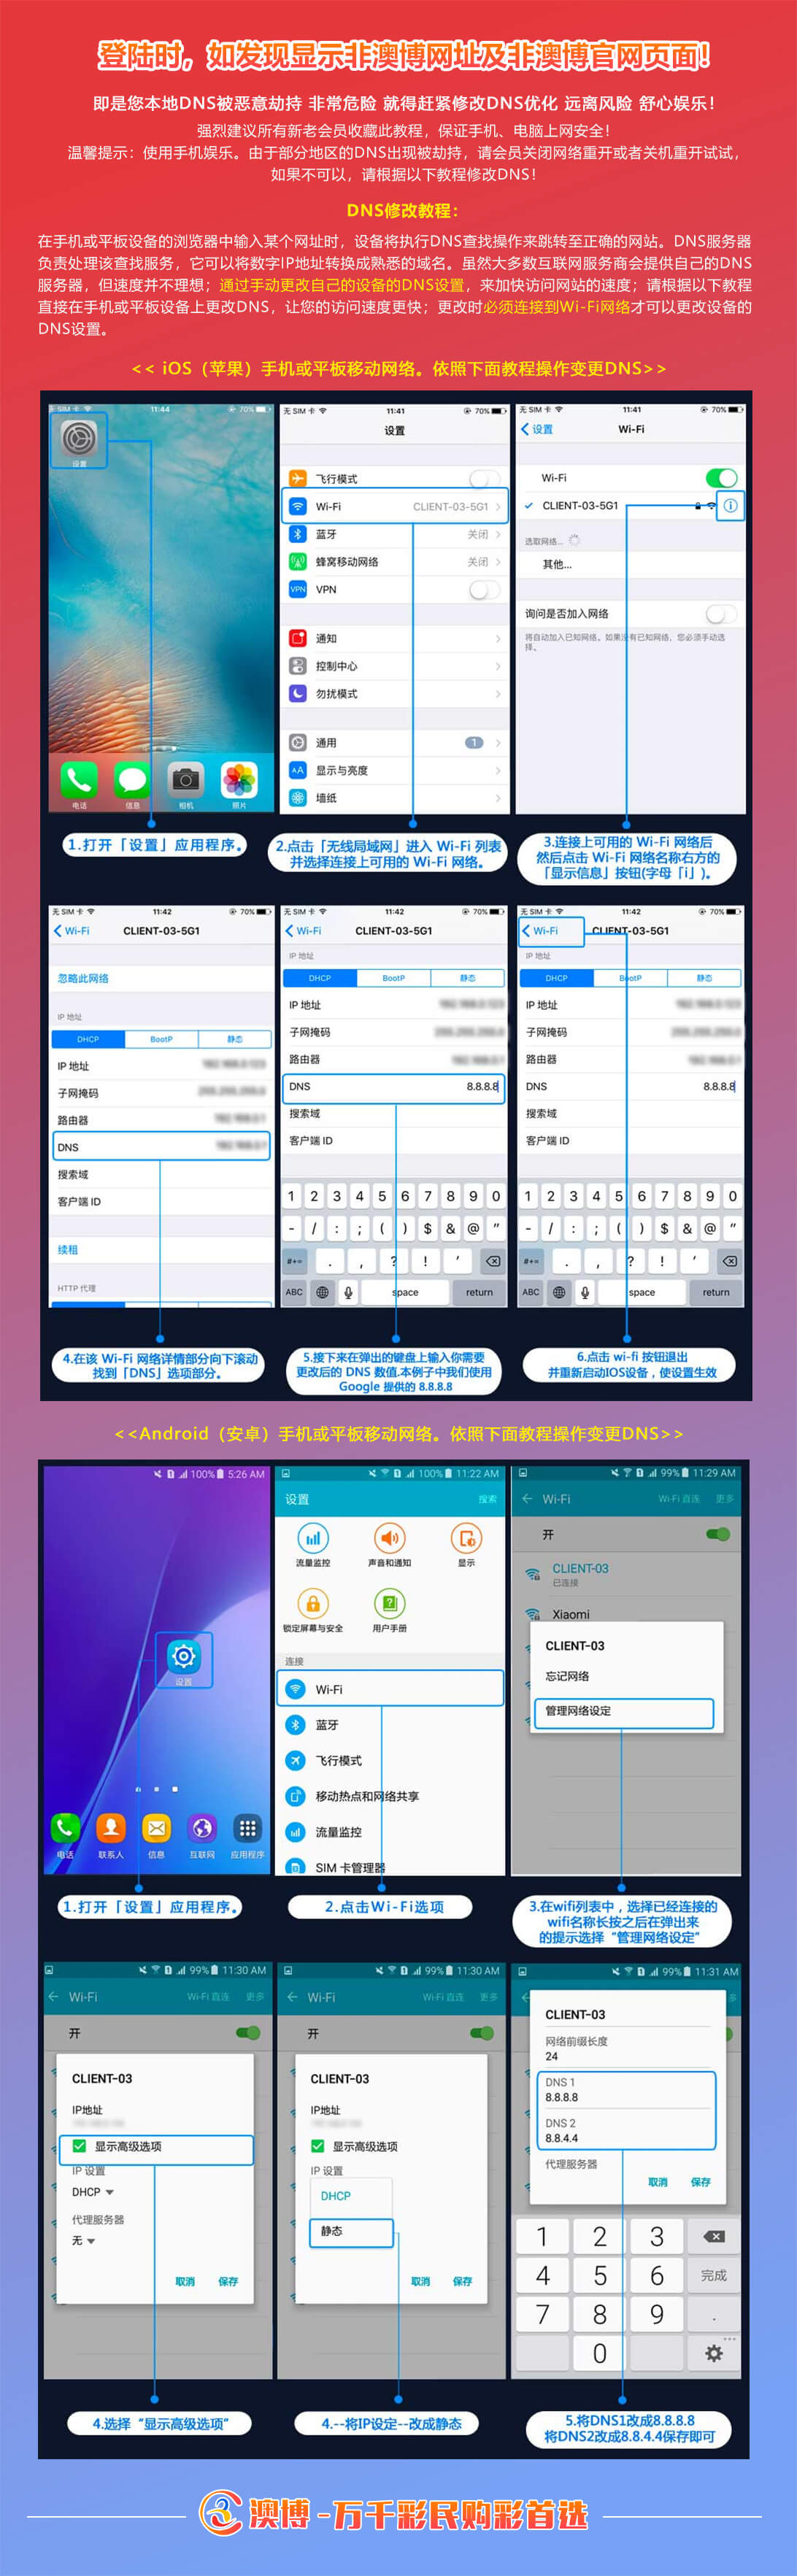 登陆时，如发现显示非澳博网址及非澳博官网页面！
即是您本地DNS被恶意劫持 非常危险 就得赶紧修改DNS优化 远离风险 舒心娱乐！
强烈建议所有新老会员收藏此教程，保证手机、电脑上网安全！
温馨提示：使用手机娱乐。由于部分地区的DNS出现被劫持，请会员关闭网络重开或者关机重开试试，
如果不可以，请根据以下教程修改DNS！
DNS修改教程：
在手机或平板设备的浏览器中输入某个网址时，设备将执行DNS查找操作来跳转至正确的网站。DNS服务器
负责处理该查找服务，它可以将数字IP地址转换成熟悉的域名。虽然大多数互联网服务商会提供自己的DNS
服务器，但速度并不理想；通过手动更改自己的设备的DNS设置，来加快访问网站的速度；请根据以下教程
直接在手机或平板设备上更改DNS，让您的访问速度更快；更改时必须连接到Wi-Fi网络才可以更改设备的
DNS设置。
<< iOS（苹果）手机或平板移动网络。依照下面教程操作变更DNS>>
无 SIM 卡 11:44 70%
设置
电话 信息 相机 照片
1.打开「设置」应用程序。
无 SIM 卡 11:41 70%
设置
飞行模式
Wi-Fi CLIENT-03-5G1
蓝牙 关闭
蜂窝移动网络 关闭
VPN VPN
通知
控制中心
勿扰模式
通用 1
AA 显示与亮度
墙纸
2.点击「无线局域网」进入 Wi-Fi 列表
并选择连接上可用的 Wi-Fi 网络。
无 SIM 卡 11:41 70%
设置 Wi-Fi
Wi-Fi
CLIENT-03-5G1
选取网络...
其他...
询问是否加入网络
将自动加入已知网络。如果没有已知网络，您必须手动选
择。
3.连接上可用的 Wi-Fi 网络后
然后点击 Wi-Fi 网络名称右方的
「显示信息」按钮(字母「i」)。
无 SIM 卡 11:42 70%
Wi-Fi CLIENT-03-5G1
忽略此网络
IP 地址
DHCP BootP 静态
IP 地址
子网掩码
路由器
DNS
搜索域
客户端 ID
续租
HTTP 代理
4.在该 Wi-Fi 网络详情部分向下滚动
找到「DNS」选项部分。
无 SIM 卡 11:42 70%
Wi-Fi CLIENT-03-5G1
IP 地址
DHCP BootP 静态
IP 地址
子网掩码
路由器
DNS 8.8.8.8
搜索域
客户端 ID
1 2 3 4 5 6 7 8 9 0
- / : ; ( ) $ & @ "
#+= . , ? ! '
ABC space return
5.接下来在弹出的键盘上输入你需要
更改后的 DNS 数值.本例子中我们使用
Google 提供的 8.8.8.8
无 SIM 卡 11:42 70%
Wi-Fi CLIENT-03-5G1
IP 地址
DHCP BootP 静态
IP 地址
子网掩码
路由器
DNS 8.8.8.8
搜索域
客户端 ID
1 2 3 4 5 6 7 8 9 0
- / : ; ( ) $ & @ "
#+= . , ? ! '
ABC space return
6.点击 wi-fi 按钮退出
并重新启动IOS设备，使设置生效
<<Android（安卓）手机或平板移动网络。依照下面教程操作变更DNS>>
100% 5:26 AM
设置
电话 联系人 信息 互联网 应用程序
1.打开「设置」应用程序。
100% 11:22 AM
设置 搜索
流量监控 声音和通知 显示
锁定屏幕与安全 用户手册
连接
Wi-Fi
蓝牙
飞行模式
移动热点和网络共享
流量监控
SIM 卡管理器
2.点击Wi-Fi选项
99% 11:29 AM
Wi-Fi Wi-Fi 直连 更多
开
CLIENT-03
已连接
Xiaomi
CLIENT-03
忘记网络
管理网络设定
3.在wifi列表中，选择已经连接的
wifi名称长按之后在弹出来
的提示选择“管理网络设定”
99% 11:30 AM
Wi-Fi Wi-Fi 直连 更多
开
CLIENT-03
IP地址
显示高级选项
IP 设置
DHCP
代理服务器
无
取消 保存
4.选择“显示高级选项”
99% 11:30 AM
Wi-Fi Wi-Fi 直连 更多
开
CLIENT-03
IP地址
显示高级选项
IP 设置
DHCP
静态
取消 保存
4.--将IP设定--改成静态
99% 11:31 AM
CLIENT-03
网络前缀长度
24
DNS 1
8.8.8.8
DNS 2
8.8.4.4
代理服务器
取消 保存
1 2 3
4 5 6 完成
7 8 9 .
0
5.将DNS1改成8.8.8.8
将DNS2改成8.8.4.4保存即可
澳博-万千彩民购彩首选